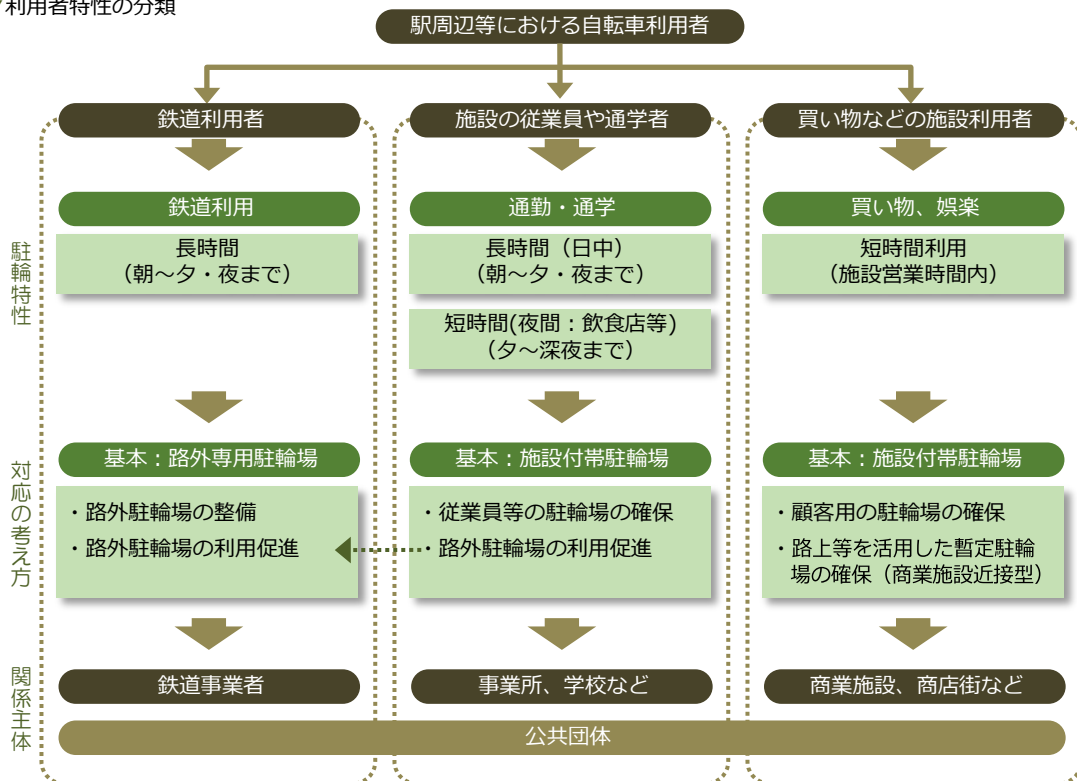 利用者特性の分類
駅周辺等における自転車利用者
鉄道利用者
施設の従業員や通学者
買い物などの施設利用者
駐輪特性
鉄道利用
長時間
（朝～夕・夜まで）
通勤・通学
長時間（日中）
（朝～夕・夜まで）
短時間(夜間：飲食店等)
（夕～深夜まで）
買い物、娯楽
短時間利用
（施設営業時間内）
対応の考え方
基本：路外専用駐輪場
・路外駐輪場の整備
・路外駐輪場の利用促進
基本：施設付帯駐輪場
・従業員等の駐輪場の確保
・路外駐輪場の利用促進
基本：施設付帯駐輪場
・顧客用の駐輪場の確保
・路上等を活用した暫定駐輪
場の確保（商業施設近接型）
関係主体
鉄道事業者
事業所、学校など
商業施設、商店街など
公共団体